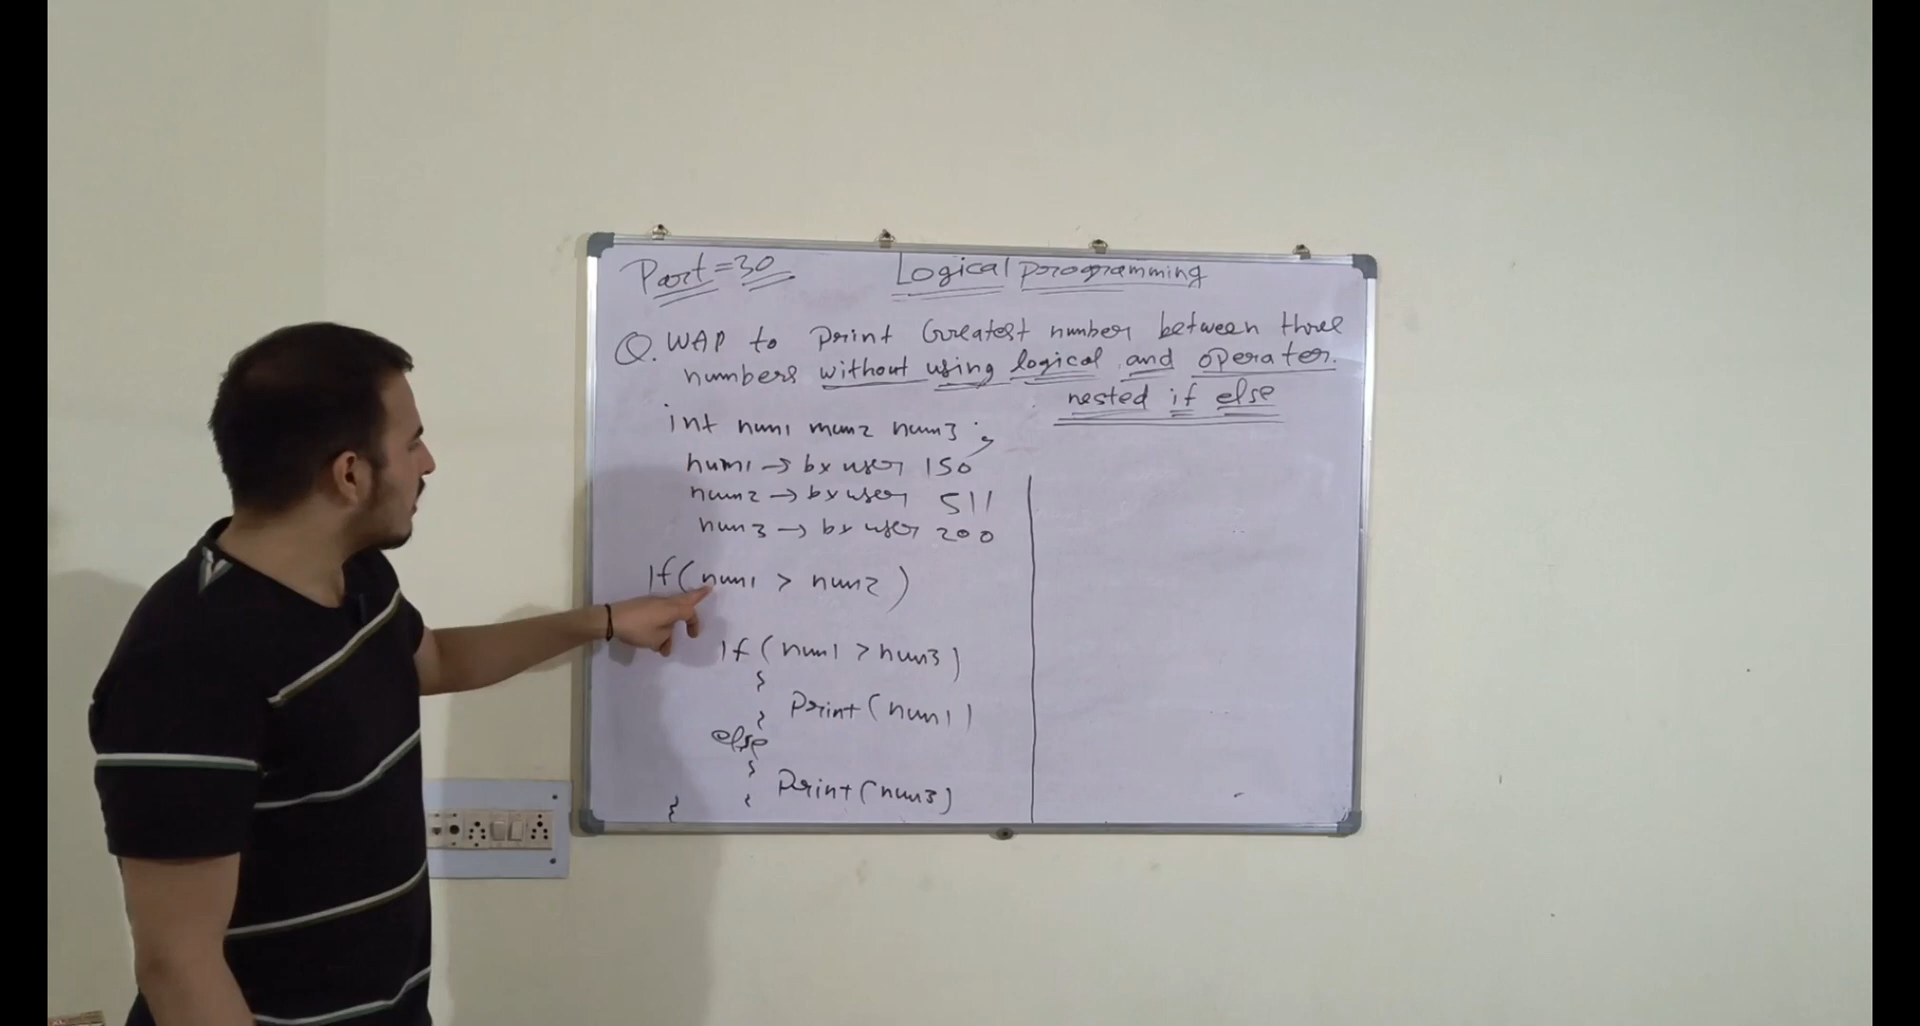 Part=30 Logical programming
Q. WAP to print Greatest number between three
numbers without using logical and operator.
nested if else
int num1 num2 num3 ;
num1 → by user 150
num2 → by user 511
num3 → by user 200
If (num1 > num2)
If (num1 > num3)
{
Print (num1)
}
else
{
Print (num3)
} }